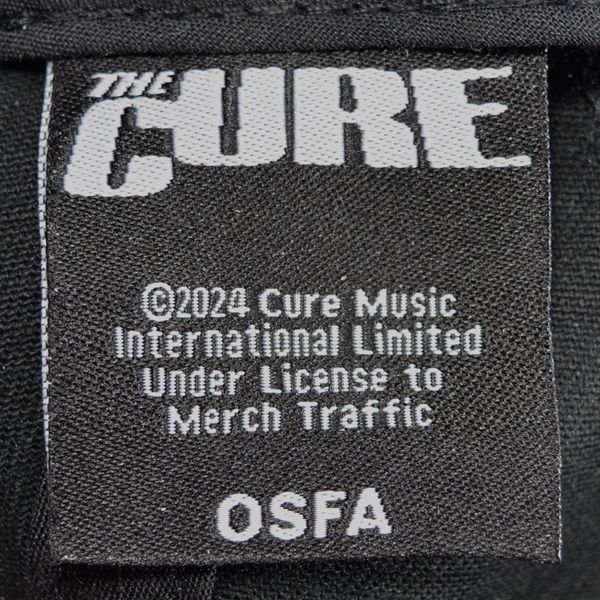 THE
CURE
©2024 Cure Music
International Limited
Under License to
Merch Traffic
OSFA